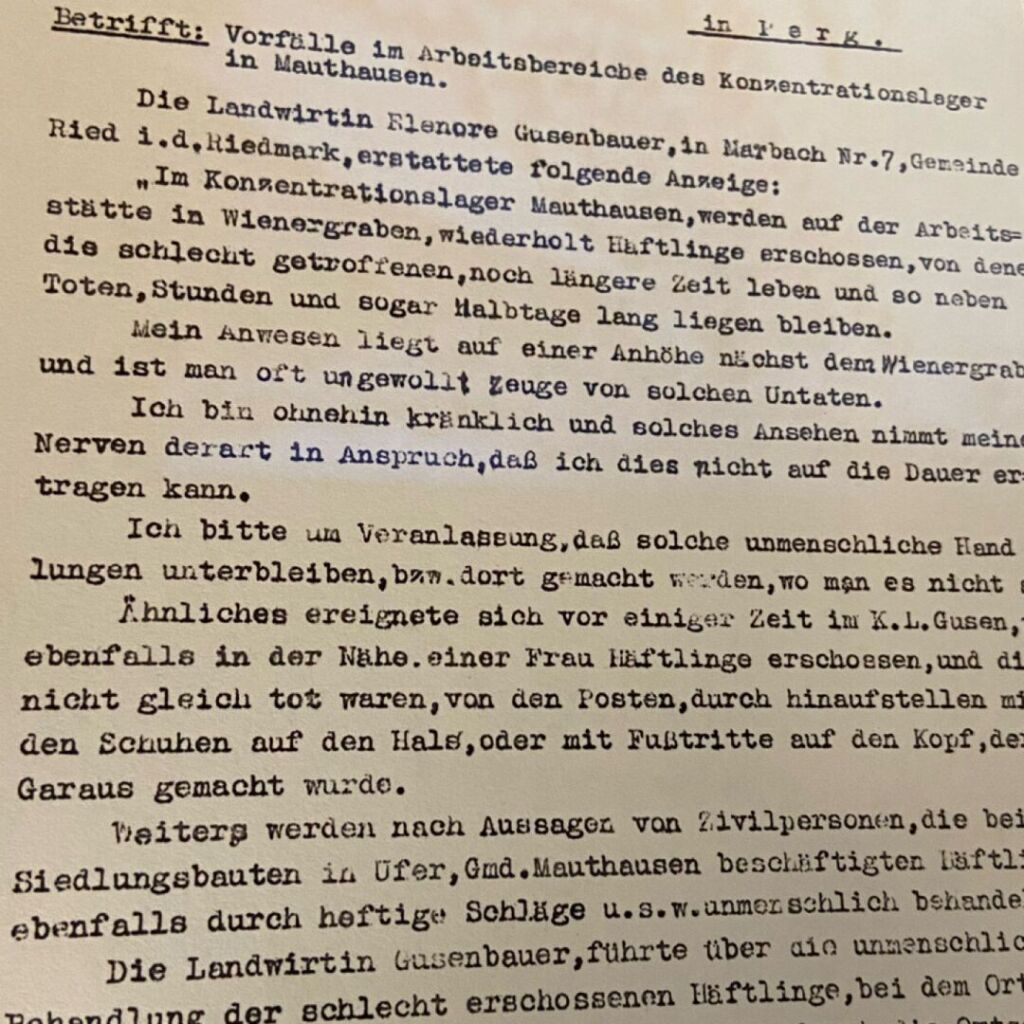 in Perg.
Betrifft: Vorfälle im Arbeitsbereiche des Konzentrationslager
in Mauthausen.
Die Landwirtin Elenore Gusenbauer,in Marbach Nr.7,Gemeinde
Ried i.d.Riedmark,erstattete folgende Anzeige:
„Im Konzentrationslager Mauthausen,werden auf der Arbeits=
stätte in Wienergraben,wiederholt Häftlinge erschossen,von dene
die schlecht getroffenen,noch längere Zeit leben und so neben
Toten,Stunden und sogar Halbtage lang liegen bleiben.
Mein Anwesen liegt auf einer Anhöhe nächst dem Wienergrab
und ist man oft ungewollt Zeuge von solchen Untaten.
Ich bin ohnehin kränklich und solches Ansehen nimmt meine
Nerven derart in Anspruch,daß ich dies nicht auf die Dauer er=
tragen kann.
Ich bitte um Veranlassung,daß solche unmenschliche Hand
lungen unterbleiben,bzw.dort gemacht werden,wo man es nicht s
Ähnliches ereignete sich vor einiger Zeit im K.L.Gusen,
ebenfalls in der Nähe.einer Frau Häftlinge erschossen,und di
nicht gleich tot waren,von den Posten,durch hinaufstellen mi
den Schuhen auf den Hals,oder mit Fußtritte auf den Kopf,der
Garaus gemacht wurde.
Weiters werden nach Aussagen von Zivilpersonen,die bei
Siedlungsbauten in Ufer,Gmd.Mauthausen beschäftigten Häftli
ebenfalls durch heftige Schläge u.s.w.unmenschlich behandel
Die Landwirtin Gusenbauer,führte über die unmenschlic
Behandlung der schlecht erschossenen Häftlinge,bei dem Ort